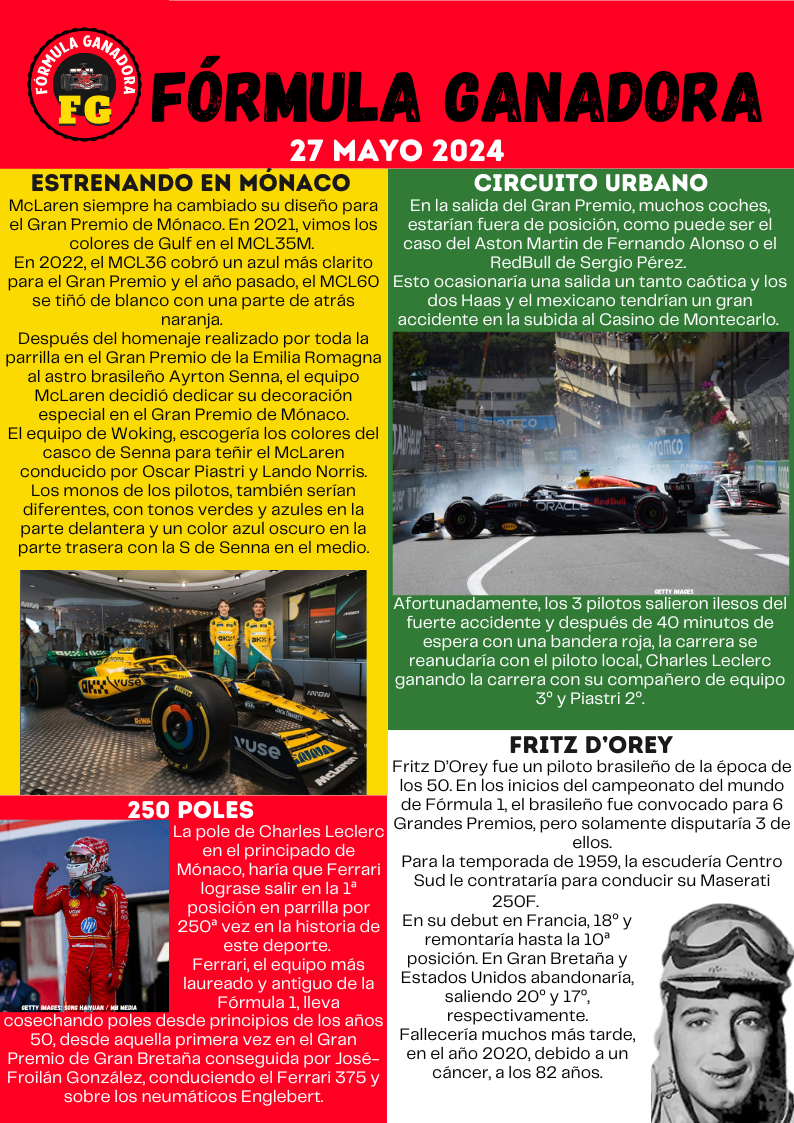 FÓRMULA GANADORA
FG
FÓRMULA GANADORA
27 MAYO 2024
ESTRENANDO EN MÓNACO
McLaren siempre ha cambiado su diseño para
el Gran Premio de Mónaco. En 2021, vimos los
colores de Gulf en el MCL35M.
En 2022, el MCL36 cobró un azul más clarito
para el Gran Premio y el año pasado, el MCL60
se tiñó de blanco con una parte de atrás
naranja.
Después del homenaje realizado por toda la
parrilla en el Gran Premio de la Emilia Romagna
al astro brasileño Ayrton Senna, el equipo
McLaren decidió dedicar su decoración
especial en el Gran Premio de Mónaco.
El equipo de Woking, escogería los colores del
casco de Senna para teñir el McLaren
conducido por Oscar Piastri y Lando Norris.
Los monos de los pilotos, también serían
diferentes, con tonos verdes y azules en la
parte delantera y un color azul oscuro en la
parte trasera con la S de Senna en el medio.
OKX
OKX
vuse
vuse
McLaren
250 POLES
La pole de Charles Leclerc
en el principado de
Mónaco, haría que Ferrari
lograse salir en la 1ª
posición en parrilla por
250ª vez en la historia de
este deporte.
Ferrari, el equipo más
laureado y antiguo de la
Fórmula 1, lleva
cosechando poles desde principios de los años
50, desde aquella primera vez en el Gran
Premio de Gran Bretaña conseguida por José-
Froilán González, conduciendo el Ferrari 375 y
sobre los neumáticos Englebert.
hp
GETTY IMAGES; SONG HAIYUAN / MB MEDIA
CIRCUITO URBANO
En la salida del Gran Premio, muchos coches,
estarían fuera de posición, como puede ser el
caso del Aston Martin de Fernando Alonso o el
RedBull de Sergio Pérez.
Esto ocasionaría una salida un tanto caótica y los
dos Haas y el mexicano tendrían un gran
accidente en la subida al Casino de Montecarlo.
aramco
ORACLE
RedBull
GETTY IMAGES
Afortunadamente, los 3 pilotos salieron ilesos del
fuerte accidente y después de 40 minutos de
espera con una bandera roja, la carrera se
reanudaría con el piloto local, Charles Leclerc
ganando la carrera con su compañero de equipo
3º y Piastri 2º.
FRITZ D'OREY
Fritz D'Orey fue un piloto brasileño de la época de
los 50. En los inicios del campeonato del mundo
de Fórmula 1, el brasileño fue convocado para 6
Grandes Premios, pero solamente disputaría 3 de
ellos.
Para la temporada de 1959, la escudería Centro
Sud le contrataría para conducir su Maserati
250F.
En su debut en Francia, 18º y
remontaría hasta la 10ª
posición. En Gran Bretaña y
Estados Unidos abandonaría,
saliendo 20º y 17º,
respectivamente.
Fallecería muchos más tarde,
en el año 2020, debido a un
cáncer, a los 82 años.